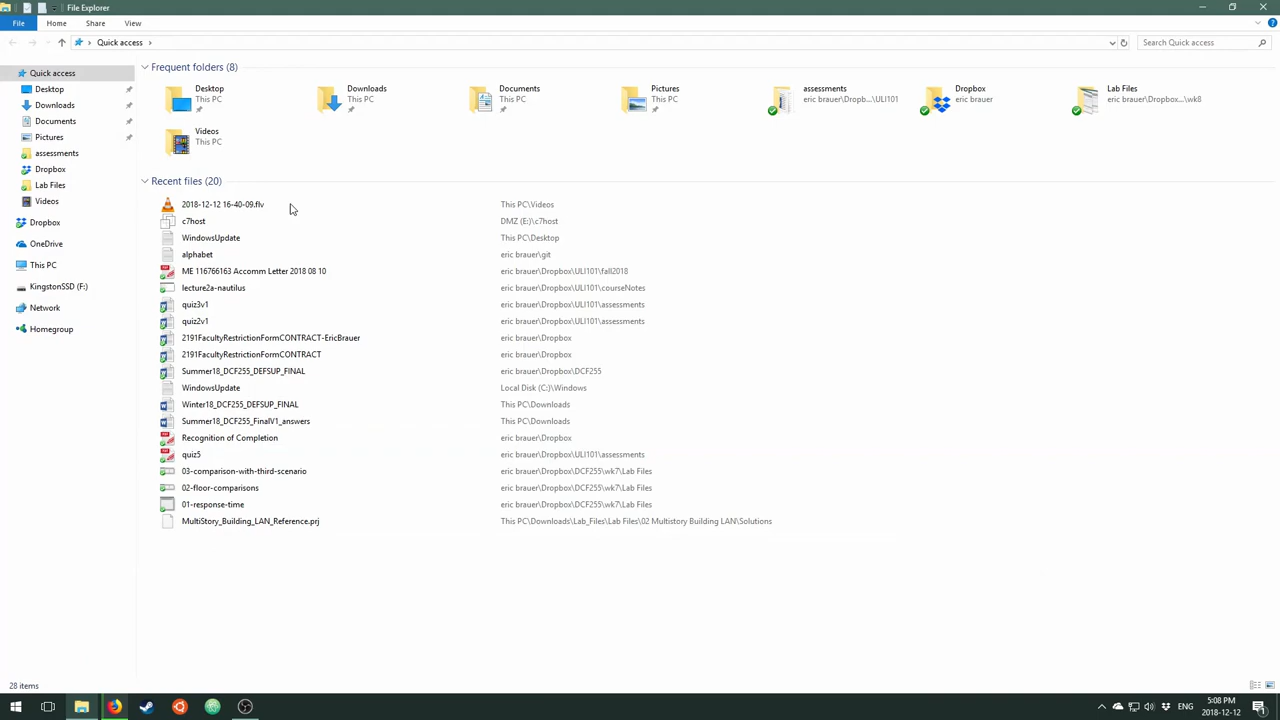 File Explorer
File Home Share View
Quick access
Search Quick access
Quick access
Desktop
Downloads
Documents
Pictures
assessments
Dropbox
Lab Files
Videos
Dropbox
OneDrive
This PC
KingstonSSD (F:)
Network
Homegroup
Frequent folders (8)
Desktop
This PC
Downloads
This PC
Documents
This PC
Pictures
This PC
assessments
eric brauer\Dropb...\ULI101
Dropbox
eric brauer
Lab Files
eric brauer\Dropbox...\wk8
Videos
This PC
Recent files (20)
2018-12-12 16-40-09.flv This PC\Videos
c7host DMZ (E:)\c7host
WindowsUpdate This PC\Desktop
alphabet eric brauer\git
ME 116766163 Accomm Letter 2018 08 10 eric brauer\Dropbox\ULI101\fall2018
lecture2a-nautilus eric brauer\Dropbox\ULI101\courseNotes
quiz3v1 eric brauer\Dropbox\ULI101\assessments
quiz2v1 eric brauer\Dropbox\ULI101\assessments
2191FacultyRestrictionFormCONTRACT-EricBrauer eric brauer\Dropbox
2191FacultyRestrictionFormCONTRACT eric brauer\Dropbox
Summer18_DCF255_DEFSUP_FINAL eric brauer\Dropbox\DCF255
WindowsUpdate Local Disk (C:)\Windows
Winter18_DCF255_DEFSUP_FINAL This PC\Downloads
Summer18_DCF255_FinalV1_answers This PC\Downloads
Recognition of Completion eric brauer\Dropbox
quiz5 eric brauer\Dropbox\ULI101\assessments
03-comparison-with-third-scenario eric brauer\Dropbox\DCF255\wk7\Lab Files
02-floor-comparisons eric brauer\Dropbox\DCF255\wk7\Lab Files
01-response-time eric brauer\Dropbox\DCF255\wk7\Lab Files
MultiStory_Building_LAN_Reference.prj This PC\Downloads\Lab_Files\Lab Files\02 Multistory Building LAN\Solutions
28 items
ENG
5:08 PM
2018-12-12